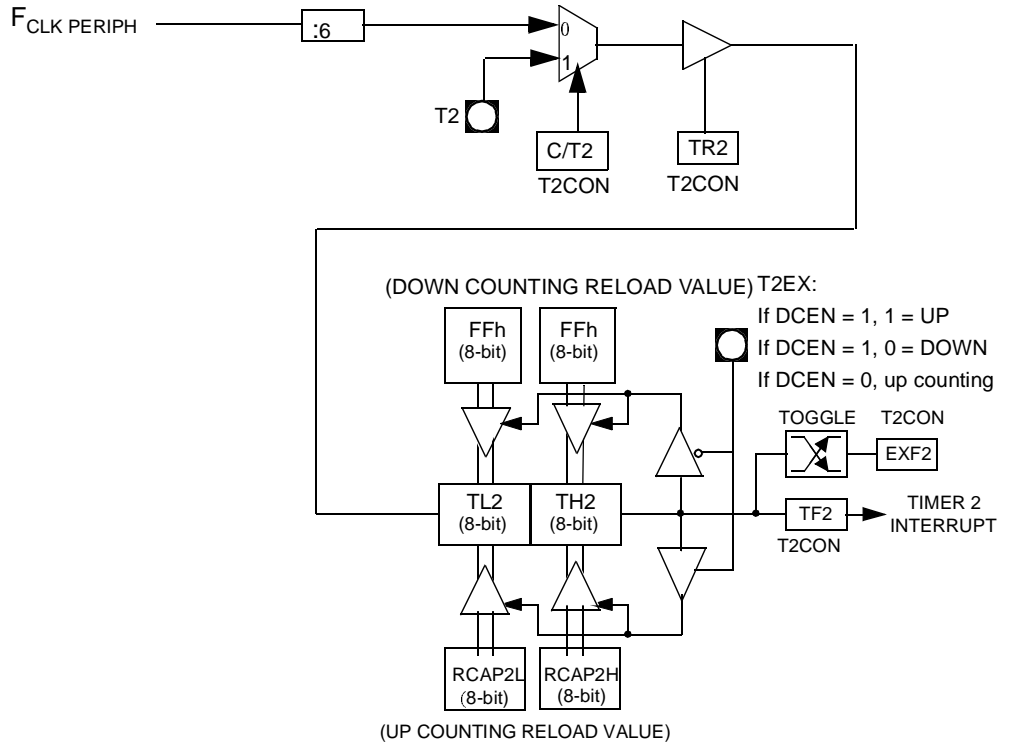 FCLK PERIPH
:6
0
1
T2
C/T2
TR2
T2CON
T2CON
(DOWN COUNTING RELOAD VALUE)
T2EX:
If DCEN = 1, 1 = UP
If DCEN = 1, 0 = DOWN
If DCEN = 0, up counting
FFh
(8-bit)
FFh
(8-bit)
TOGGLE
T2CON
EXF2
TL2
(8-bit)
TH2
(8-bit)
TF2
TIMER 2
INTERRUPT
T2CON
RCAP2L
(8-bit)
RCAP2H
(8-bit)
(UP COUNTING RELOAD VALUE)